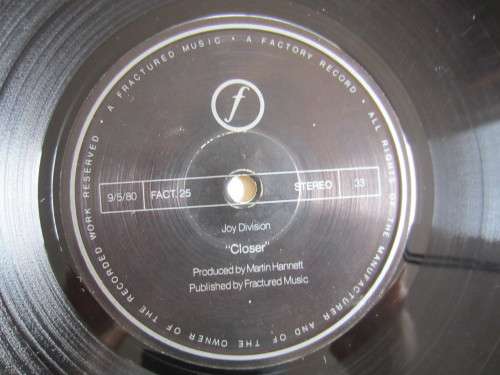 ALL RIGHTS OF THE MANUFACTURER AND OF THE OWNER OF THE RECORDED WORK RESERVED • A FRACTURED MUSIC • A FACTORY RECORD •
f
9/5/80 FACT. 25 STEREO 33
Joy Division
"Closer"
Produced by Martin Hannett
Published by Fractured Music